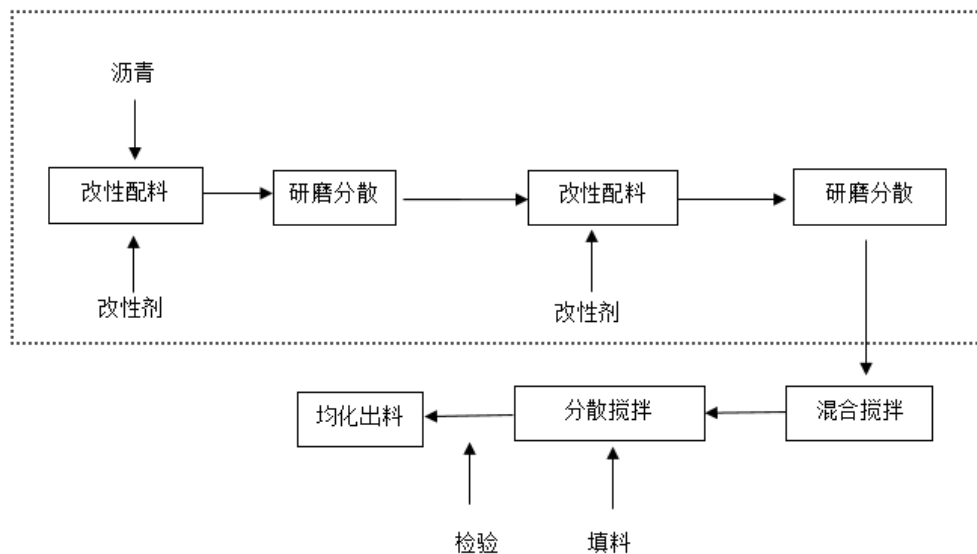 沥青
改性配料
研磨分散
改性配料
研磨分散
改性剂
改性剂
均化出料
分散搅拌
混合搅拌
检验
填料